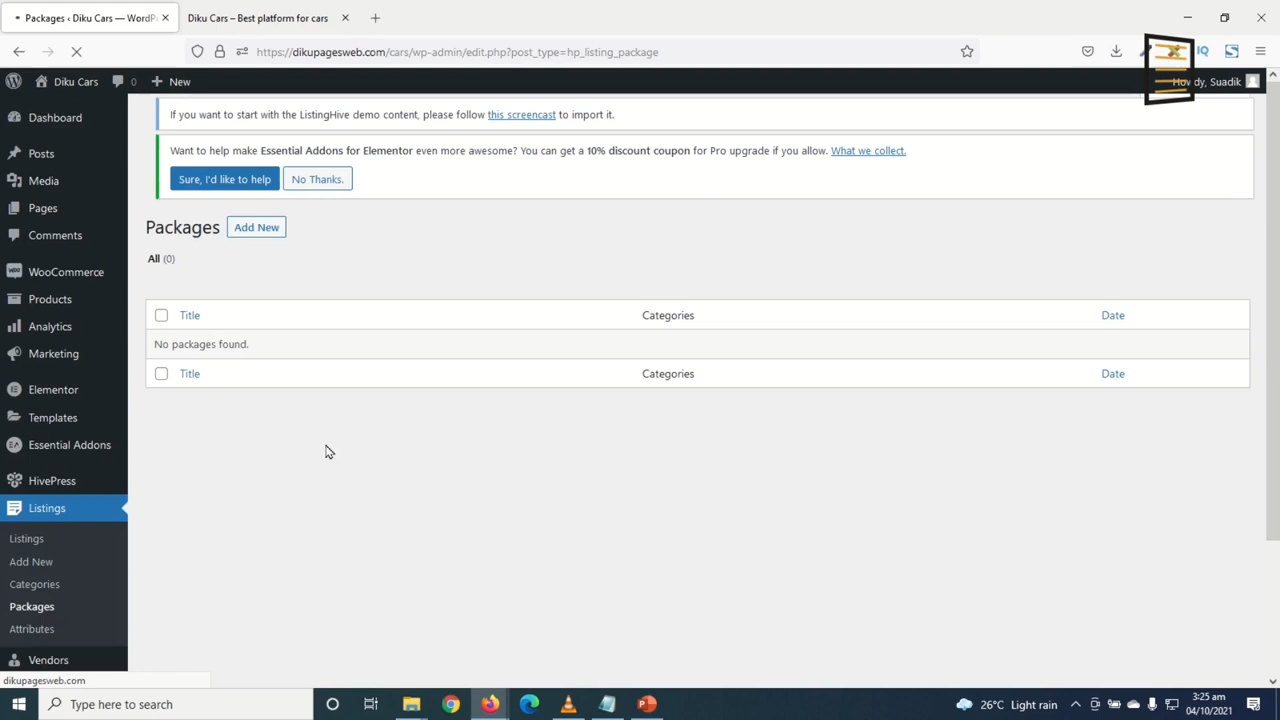 Packages ‹ Diku Cars — WordP
Diku Cars – Best platform for cars
https://dikupagesweb.com/cars/wp-admin/edit.php?post_type=hp_listing_package
IQ
Diku Cars
0
New
Suadik
If you want to start with the ListingHive demo content, please follow this screencast to import it.
Want to help make Essential Addons for Elementor even more awesome? You can get a 10% discount coupon for Pro upgrade if you allow. What we collect.
Sure, I'd like to help
No Thanks.
Packages
Add New
All (0)
Title Categories Date
No packages found.
Title Categories Date
Dashboard
Posts
Media
Pages
Comments
WooCommerce
Products
Analytics
Marketing
Elementor
Templates
Essential Addons
HivePress
Listings
Listings
Add New
Categories
Packages
Attributes
Vendors
dikupagesweb.com
Type here to search
26°C Light rain
3:25 am
04/10/2021